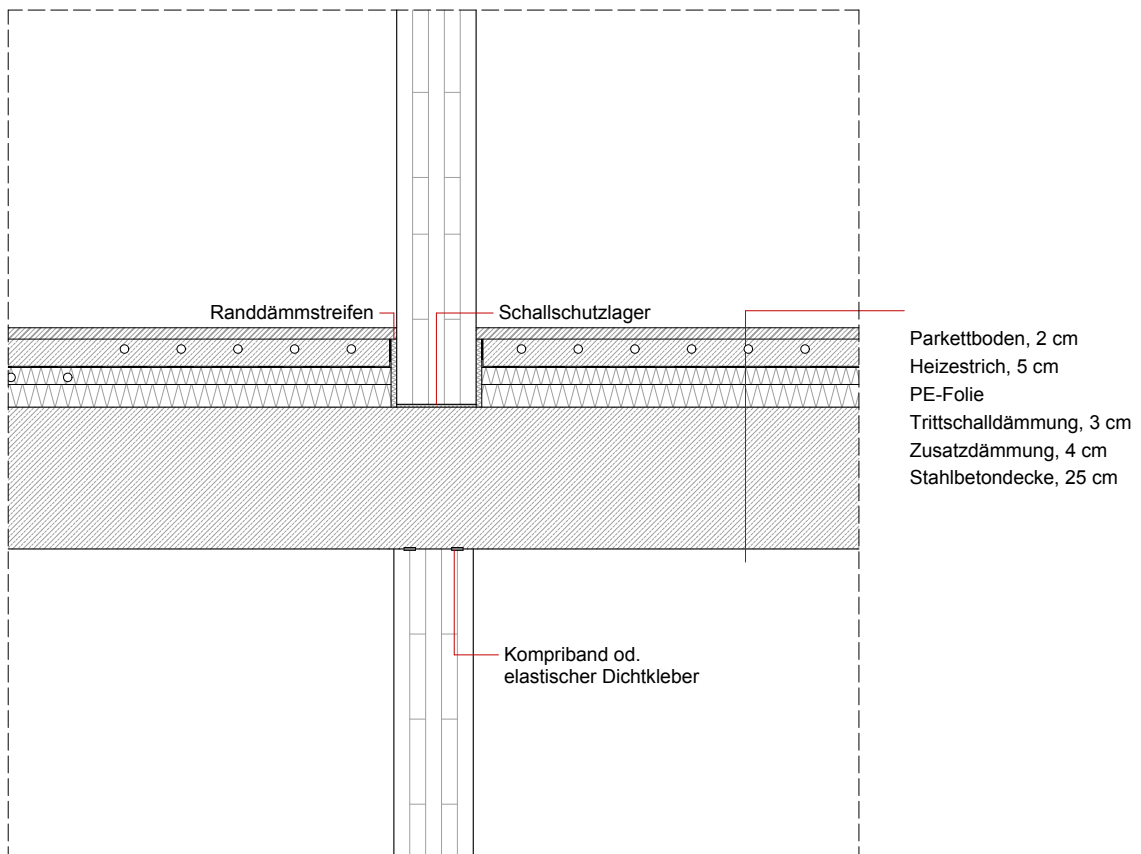 Randdämmstreifen
Schallschutzlager
Parkettboden, 2 cm
Heizestrich, 5 cm
PE-Folie
Trittschalldämmung, 3 cm
Zusatzdämmung, 4 cm
Stahlbetondecke, 25 cm
Kompriband od.
elastischer Dichtkleber